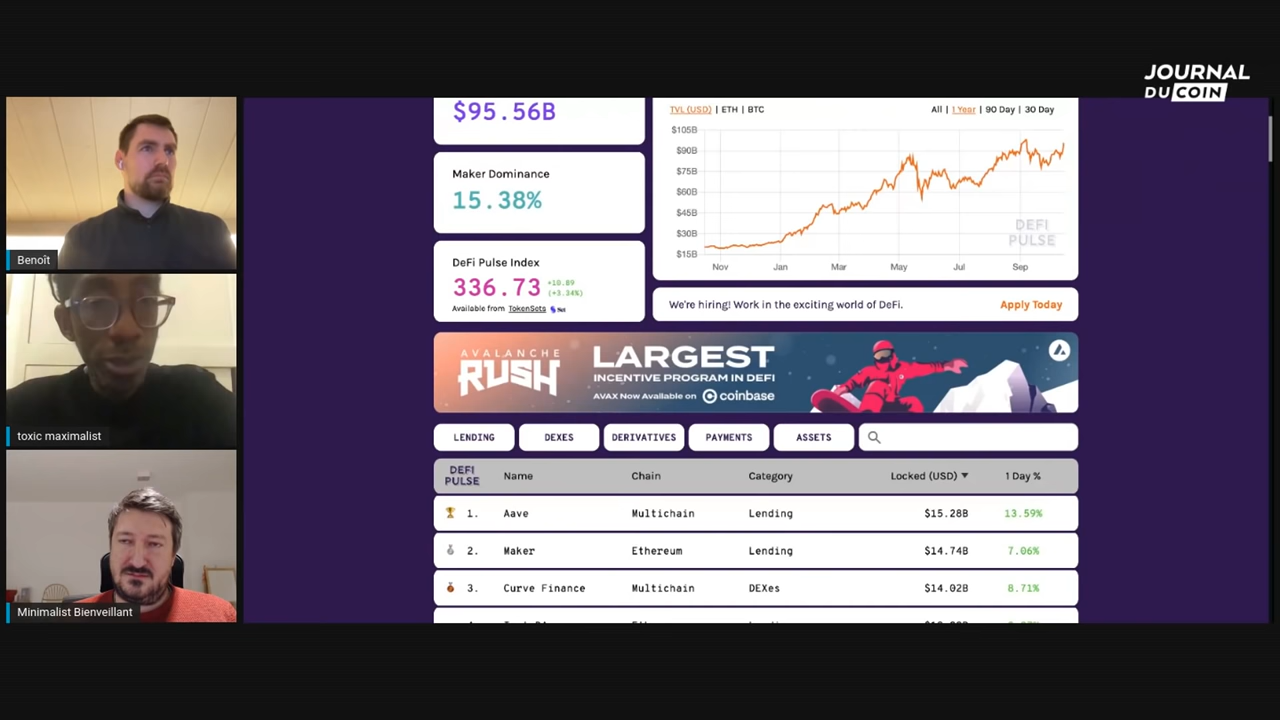 JOURNAL
DU COIN
Benoît
toxic maximalist
Minimalist Bienveillant
$95.56B
Maker Dominance
15.38%
DeFi Pulse Index
336.73
+10.89
(+3.34%)
Available from TokenSets
TVL (USD) | ETH | BTC
All | 1 Year | 90 Day | 30 Day
$105B
$90B
$75B
$60B
$45B
$30B
$15B
Nov Jan Mar May Jul Sep
DEFI
PULSE
We're hiring! Work in the exciting world of DeFi. Apply Today
AVALANCHE
RUSH
LARGEST
INCENTIVE PROGRAM IN DEFI
AVAX Now Available on coinbase
LENDING DEXES DERIVATIVES PAYMENTS ASSETS
DEFI
PULSE
Name Chain Category Locked (USD) ▼ 1 Day %
1. Aave Multichain Lending $15.28B 13.59%
2. Maker Ethereum Lending $14.74B 7.06%
3. Curve Finance Multichain DEXes $14.02B 8.71%